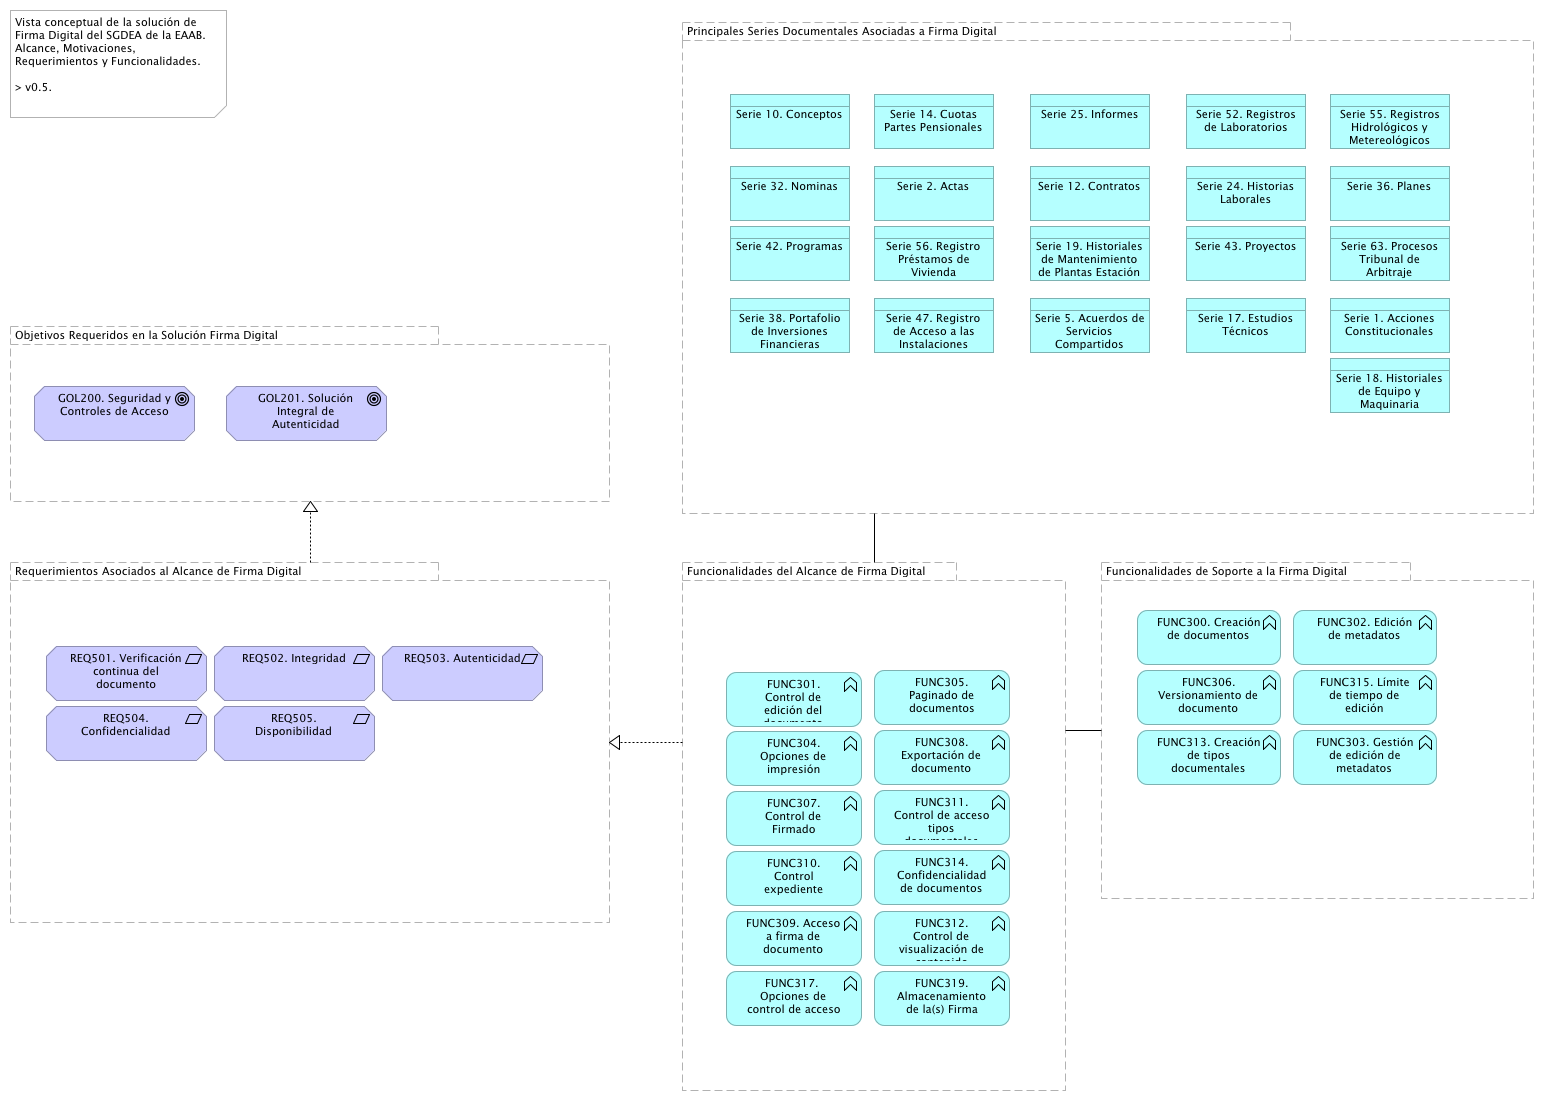 Vista conceptual de la solución de
Firma Digital del SGDEA de la EAAB.
Alcance, Motivaciones,
Requerimientos y Funcionalidades.
> v0.5.
Principales Series Documentales Asociadas a Firma Digital
Serie 10. Conceptos
Serie 14. Cuotas
Partes Pensionales
Serie 25. Informes
Serie 52. Registros
de Laboratorios
Serie 55. Registros
Hidrológicos y
Metereológicos
Serie 32. Nominas
Serie 2. Actas
Serie 12. Contratos
Serie 24. Historias
Laborales
Serie 36. Planes
Serie 42. Programas
Serie 56. Registro
Préstamos de
Vivienda
Serie 19. Historiales
de Mantenimiento
de Plantas Estación
Serie 43. Proyectos
Serie 63. Procesos
Tribunal de
Arbitraje
Serie 38. Portafolio
de Inversiones
Financieras
Serie 47. Registro
de Acceso a las
Instalaciones
Serie 5. Acuerdos de
Servicios
Compartidos
Serie 17. Estudios
Técnicos
Serie 1. Acciones
Constitucionales
Serie 18. Historiales
de Equipo y
Maquinaria
Objetivos Requeridos en la Solución Firma Digital
GOL200. Seguridad y
Controles de Acceso
GOL201. Solución
Integral de
Autenticidad
Requerimientos Asociados al Alcance de Firma Digital
REQ501. Verificación
continua del
documento
REQ502. Integridad
REQ503. Autenticidad
REQ504.
Confidencialidad
REQ505.
Disponibilidad
Funcionalidades del Alcance de Firma Digital
FUNC301.
Control de
edición del
FUNC305.
Paginado de
documentos
FUNC304.
Opciones de
impresión
FUNC308.
Exportación de
documento
FUNC307.
Control de
Firmado
FUNC311.
Control de acceso
tipos
FUNC310.
Control
expediente
FUNC314.
Confidencialidad
de documentos
FUNC309. Acceso
a firma de
documento
FUNC312.
Control de
visualización de
FUNC317.
Opciones de
control de acceso
FUNC319.
Almacenamiento
de la(s) Firma
Funcionalidades de Soporte a la Firma Digital
FUNC300. Creación
de documentos
FUNC302. Edición
de metadatos
FUNC306.
Versionamiento de
documento
FUNC315. Límite
de tiempo de
edición
FUNC313. Creación
de tipos
documentales
FUNC303. Gestión
de edición de
metadatos